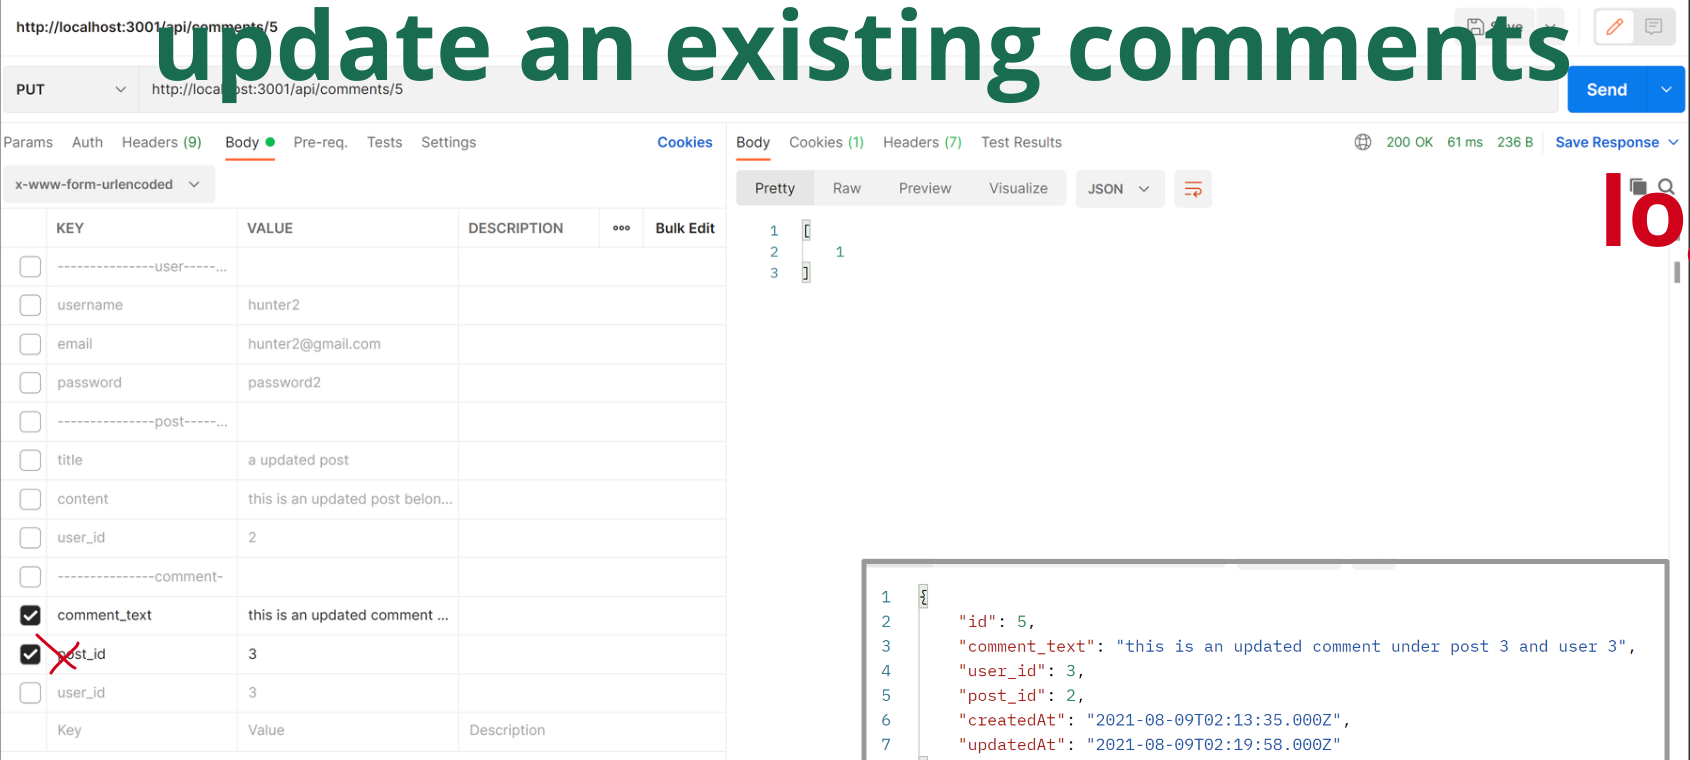 http://localhost:3001/api/comments/5
update an existing comments
Save
PUT
http://localhost:3001/api/comments/5
Send
Params Auth Headers (9) Body Pre-req. Tests Settings Cookies
Body Cookies (1) Headers (7) Test Results 200 OK 61 ms 236 B Save Response
x-www-form-urlencoded
Pretty Raw Preview Visualize JSON
lo
KEY VALUE DESCRIPTION ooo Bulk Edit
1 [
2 1
3 ]
---------------user-----...
username hunter2
email hunter2@gmail.com
password password2
---------------post-----...
title a updated post
content this is an updated post belon...
user_id 2
---------------comment-
comment_text this is an updated comment ...
post_id 3
user_id 3
Key Value Description
1 {
2 "id": 5,
3 "comment_text": "this is an updated comment under post 3 and user 3",
4 "user_id": 3,
5 "post_id": 2,
6 "createdAt": "2021-08-09T02:13:35.000Z",
7 "updatedAt": "2021-08-09T02:19:58.000Z"